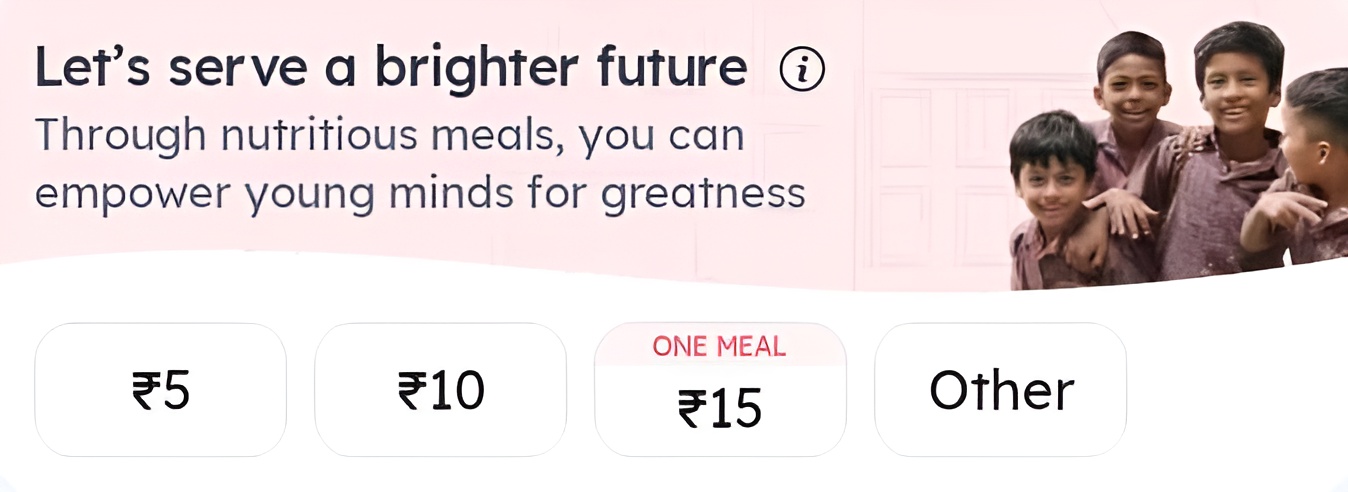 Let's serve a brighter future i
Through nutritious meals, you can
empower young minds for greatness
₹5
₹10
ONE MEAL
₹15
Other